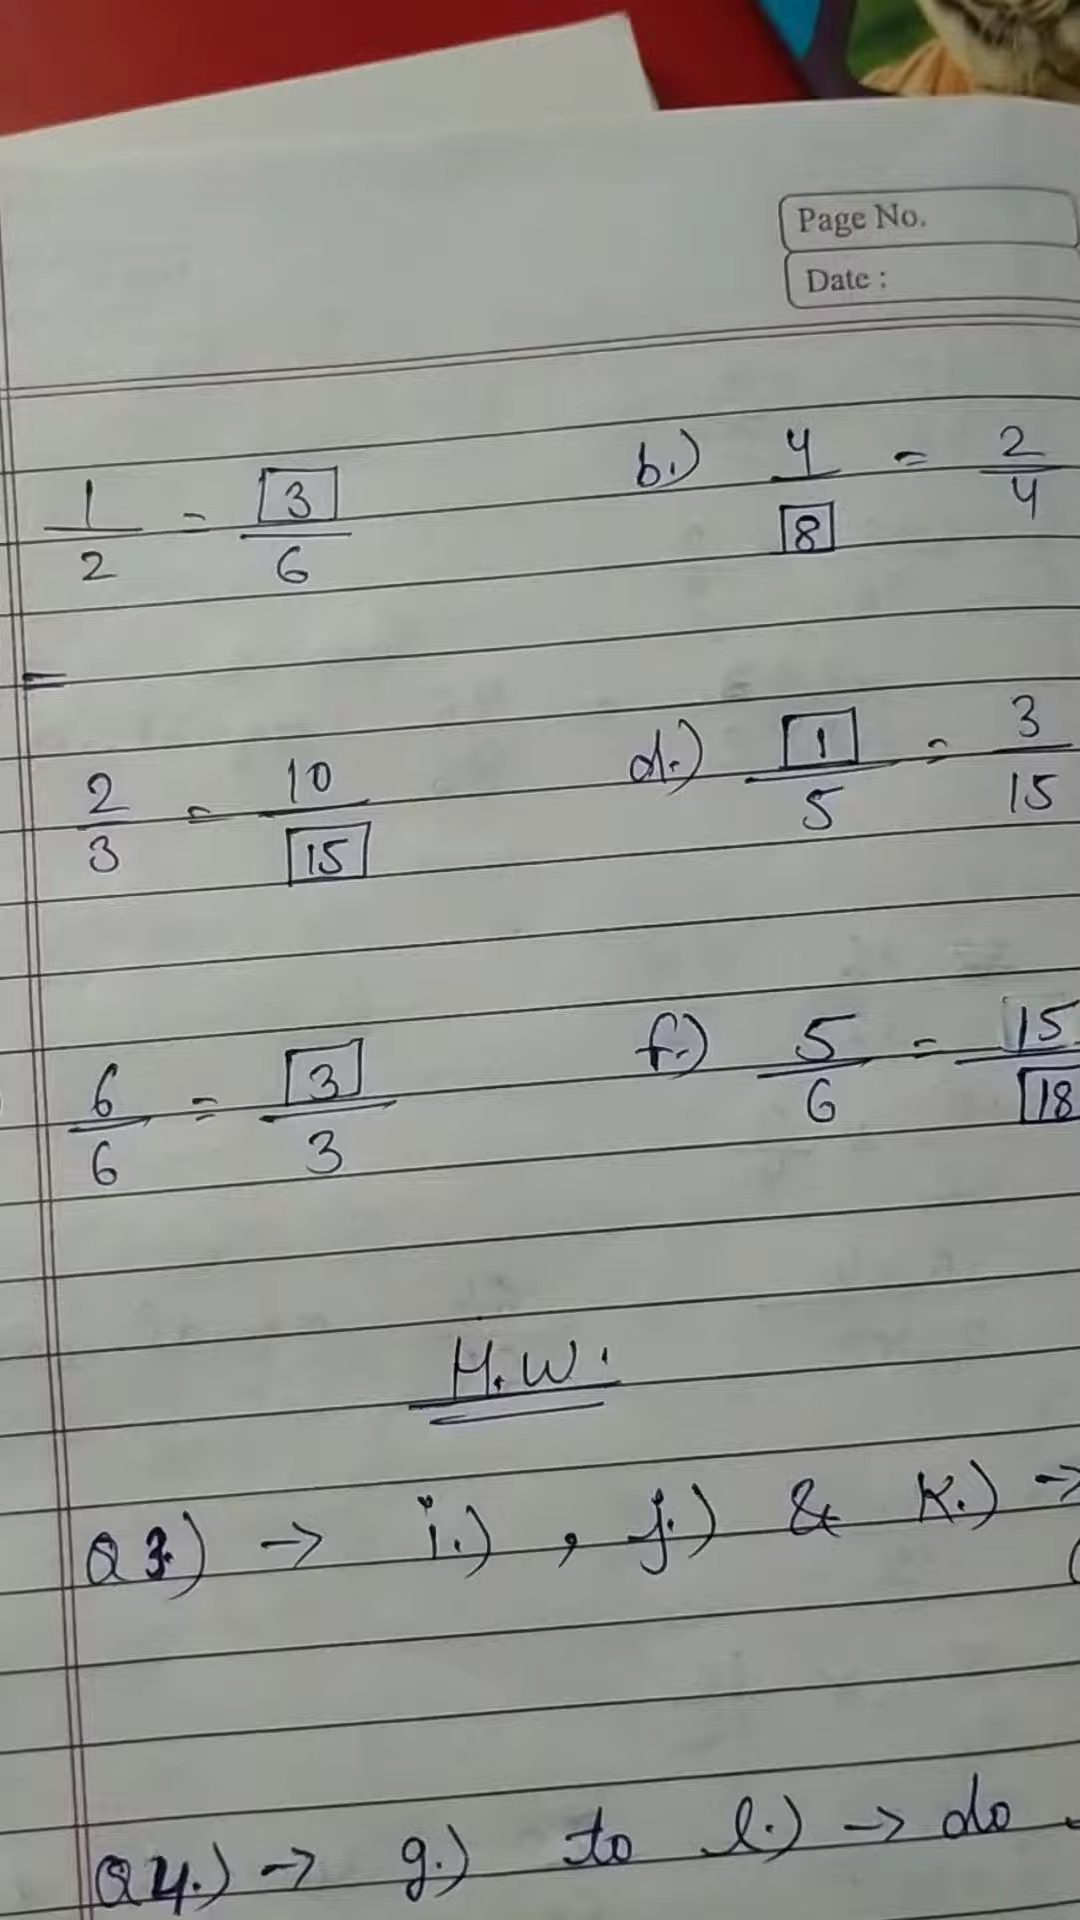 Page No.
Date :
1/2 = 3/6 b.) 4/8 = 2/4
=
2/3 = 10/15 d.) 1/5 = 3/15
6/6 = 3/3 f.) 5/6 = 15/18
H.W.
Q3.) → i.) , j.) & k.) →
Q4.) → g.) to l.) → do